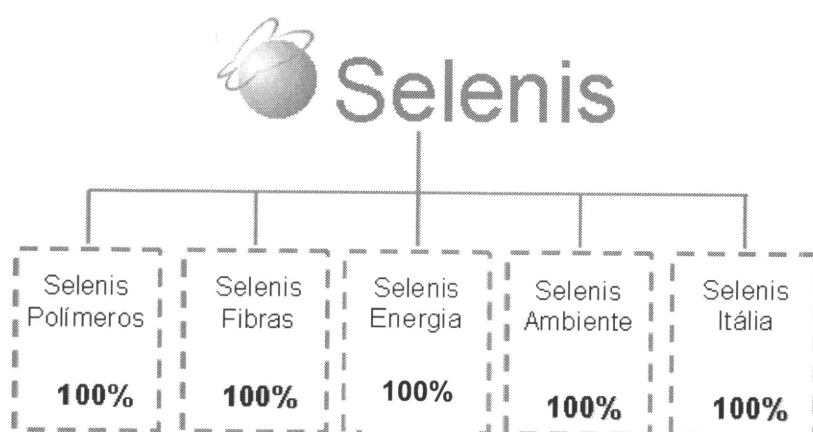 Selenis
Selenis
Polímeros
100%
Selenis
Fibras
100%
Selenis
Energia
100%
Selenis
Ambiente
100%
Selenis
Itália
100%